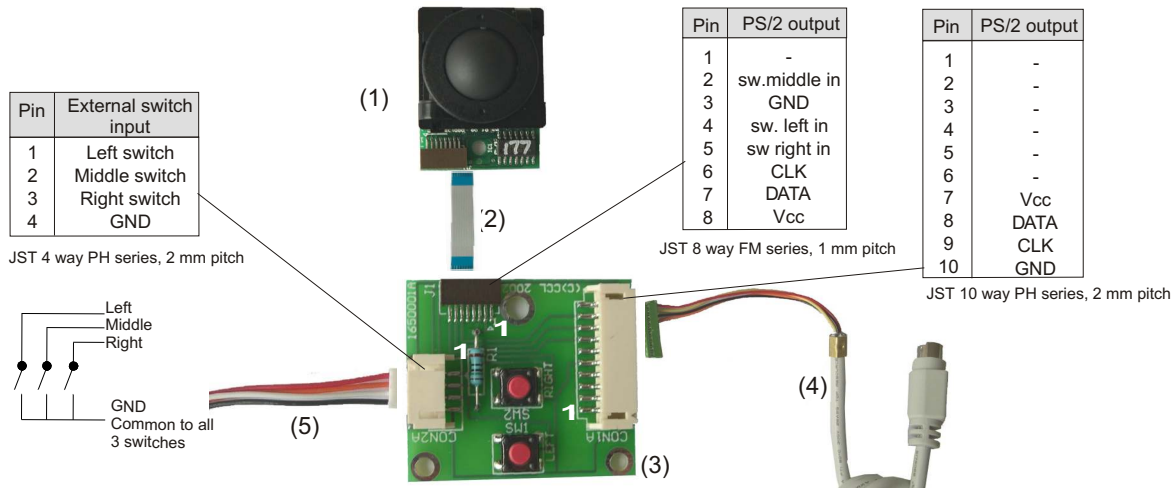 (1)
Pin External switch input
1 Left switch
2 Middle switch
3 Right switch
4 GND
JST 4 way PH series, 2 mm pitch
Pin PS/2 output
1 -
2 sw.middle in
3 GND
4 sw. left in
5 sw right in
6 CLK
7 DATA
8 Vcc
JST 8 way FM series, 1 mm pitch
Pin PS/2 output
1 -
2 -
3 -
4 -
5 -
6 -
7 Vcc
8 DATA
9 CLK
10 GND
JST 10 way PH series, 2 mm pitch
77
(2)
J1
(C)CCL
1650001A
1
1
R1
RIGHT
SW2
1
CON2A
CON1A
SW1
LEFT
(3)
(4)
(5)
Left
Middle
Right
GND
Common to all
3 switches